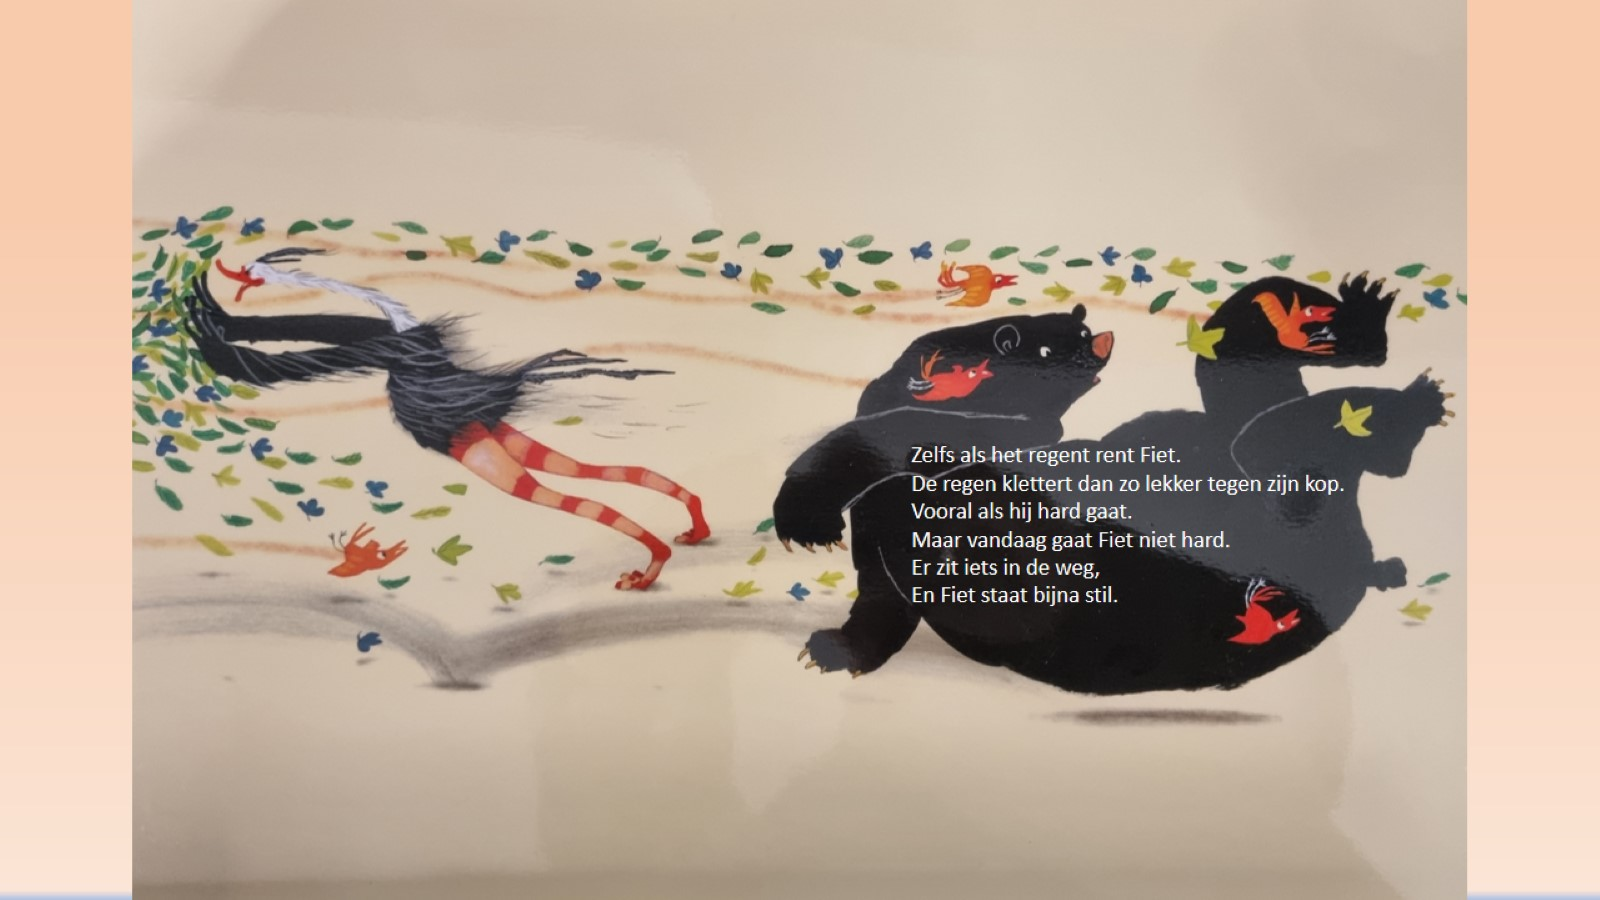 Zelfs als het regent rent Fiet.
De regen klettert dan zo lekker tegen zijn kop.
Vooral als hij hard gaat.
Maar vandaag gaat Fiet niet hard.
Er zit iets in de weg,
En Fiet staat bijna stil.